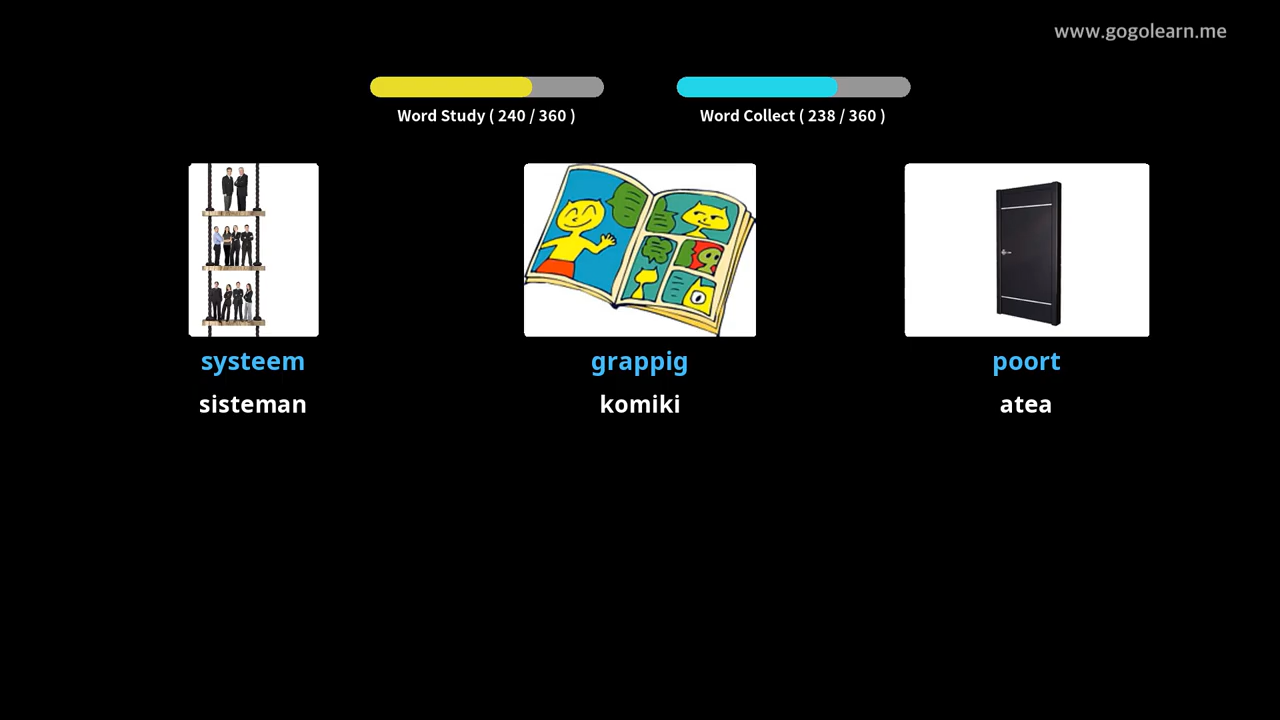 www.gogolearn.me
Word Study ( 240 / 360 )
Word Collect ( 238 / 360 )
systeem
grappig
poort
sisteman
komiki
atea